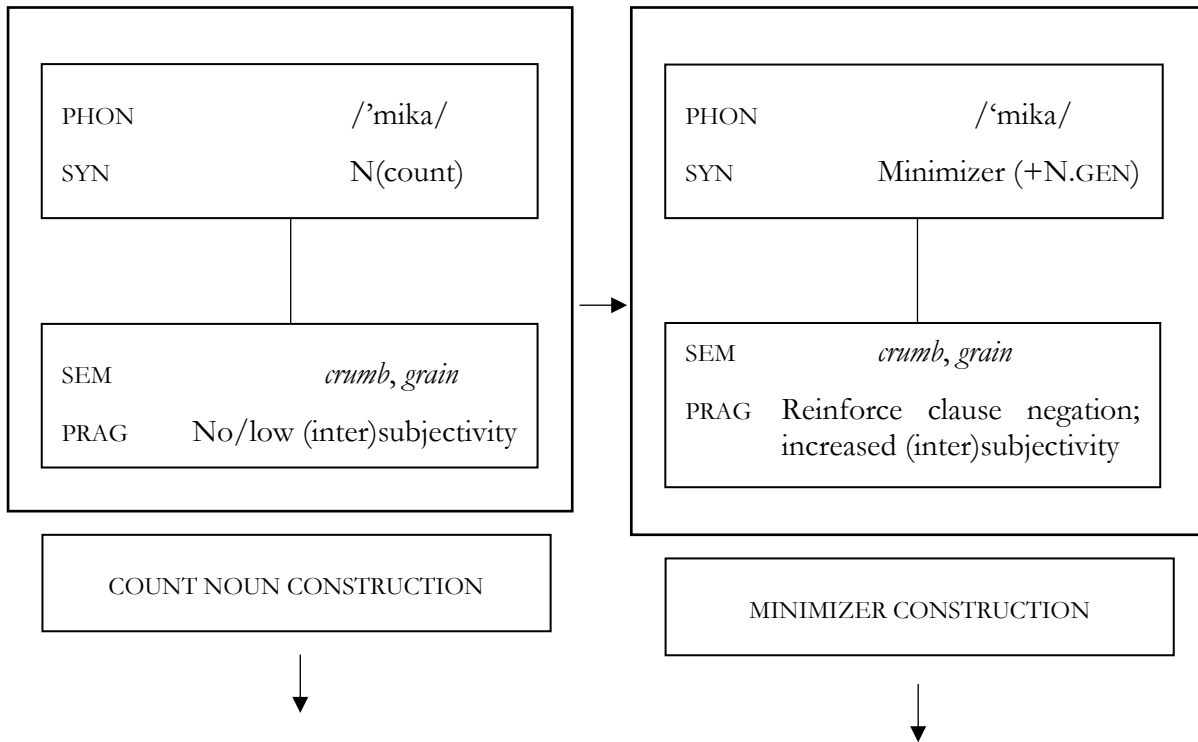 PHON /’mika/
SYN N(count)
SEM crumb, grain
PRAG No/low (inter)subjectivity
COUNT NOUN CONSTRUCTION
PHON /‘mika/
SYN Minimizer (+N.GEN)
SEM crumb, grain
PRAG Reinforce clause negation;
increased (inter)subjectivity
MINIMIZER CONSTRUCTION